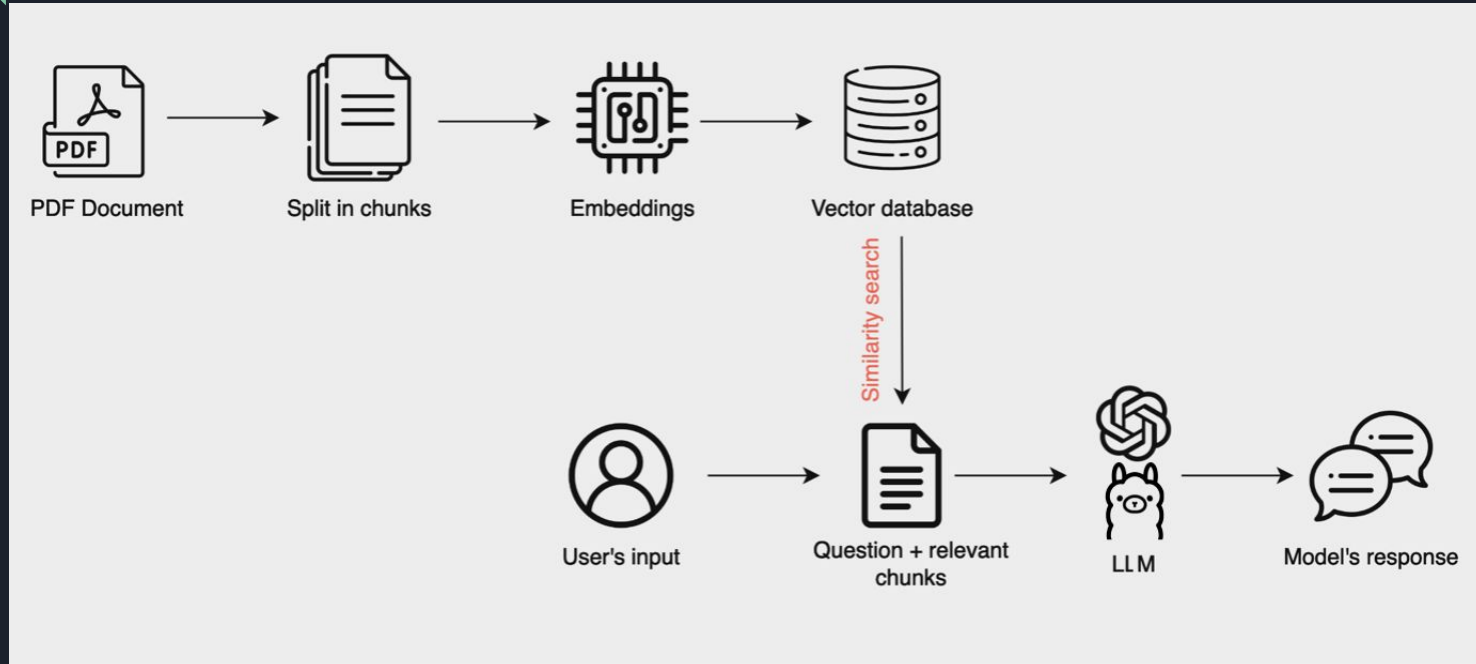 PDF
PDF Document
Split in chunks
Embeddings
Vector database
Similarity search
User's input
Question + relevant
chunks
LLM
Model's response